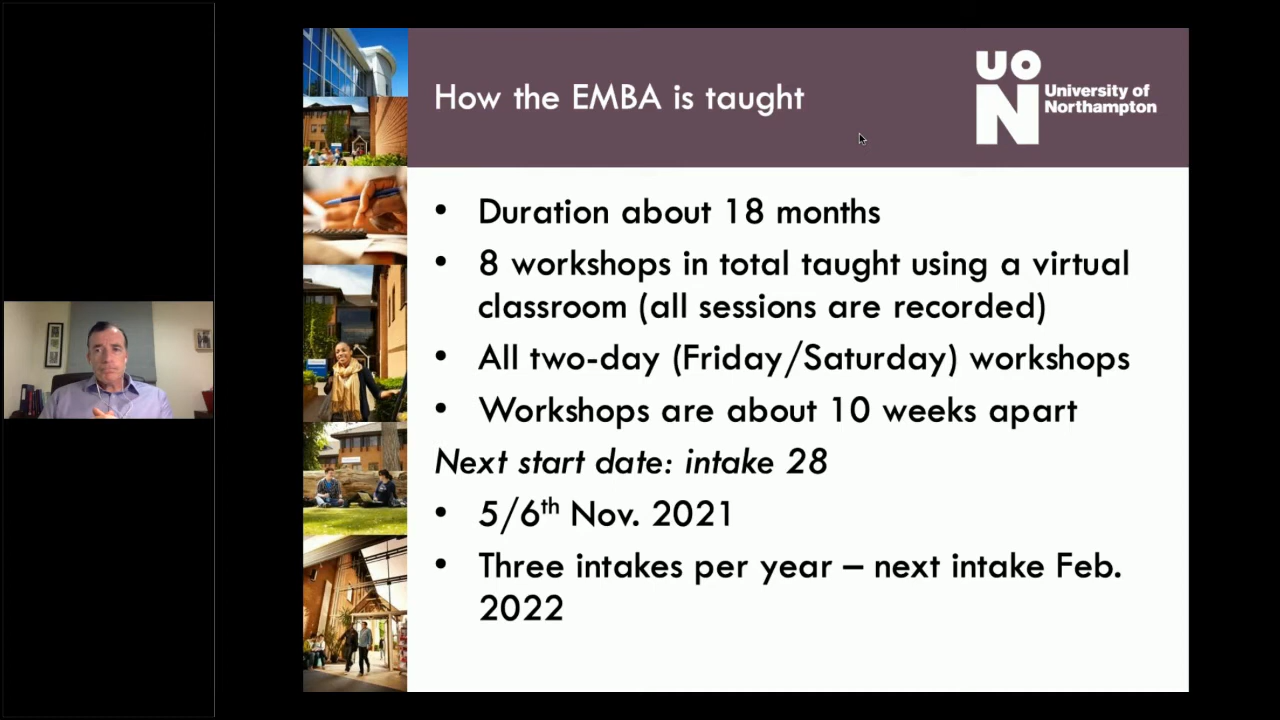 How the EMBA is taught
UON
University of
Northampton
• Duration about 18 months
• 8 workshops in total taught using a virtual
classroom (all sessions are recorded)
• All two-day (Friday/Saturday) workshops
• Workshops are about 10 weeks apart
Next start date: intake 28
• 5/6th Nov. 2021
• Three intakes per year – next intake Feb.
2022